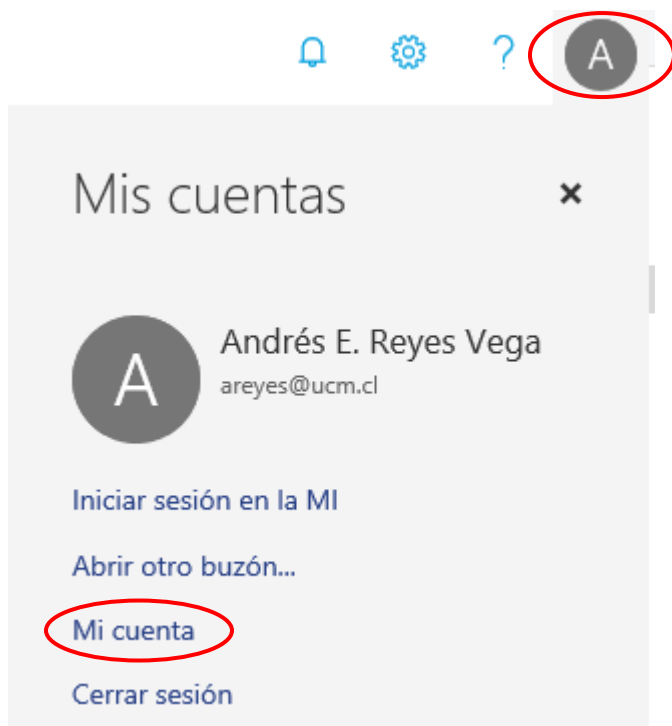 ?
A
Mis cuentas
×
A
Andrés E. Reyes Vega
areyes@ucm.cl
Iniciar sesión en la MI
Abrir otro buzón...
Mi cuenta
Cerrar sesión